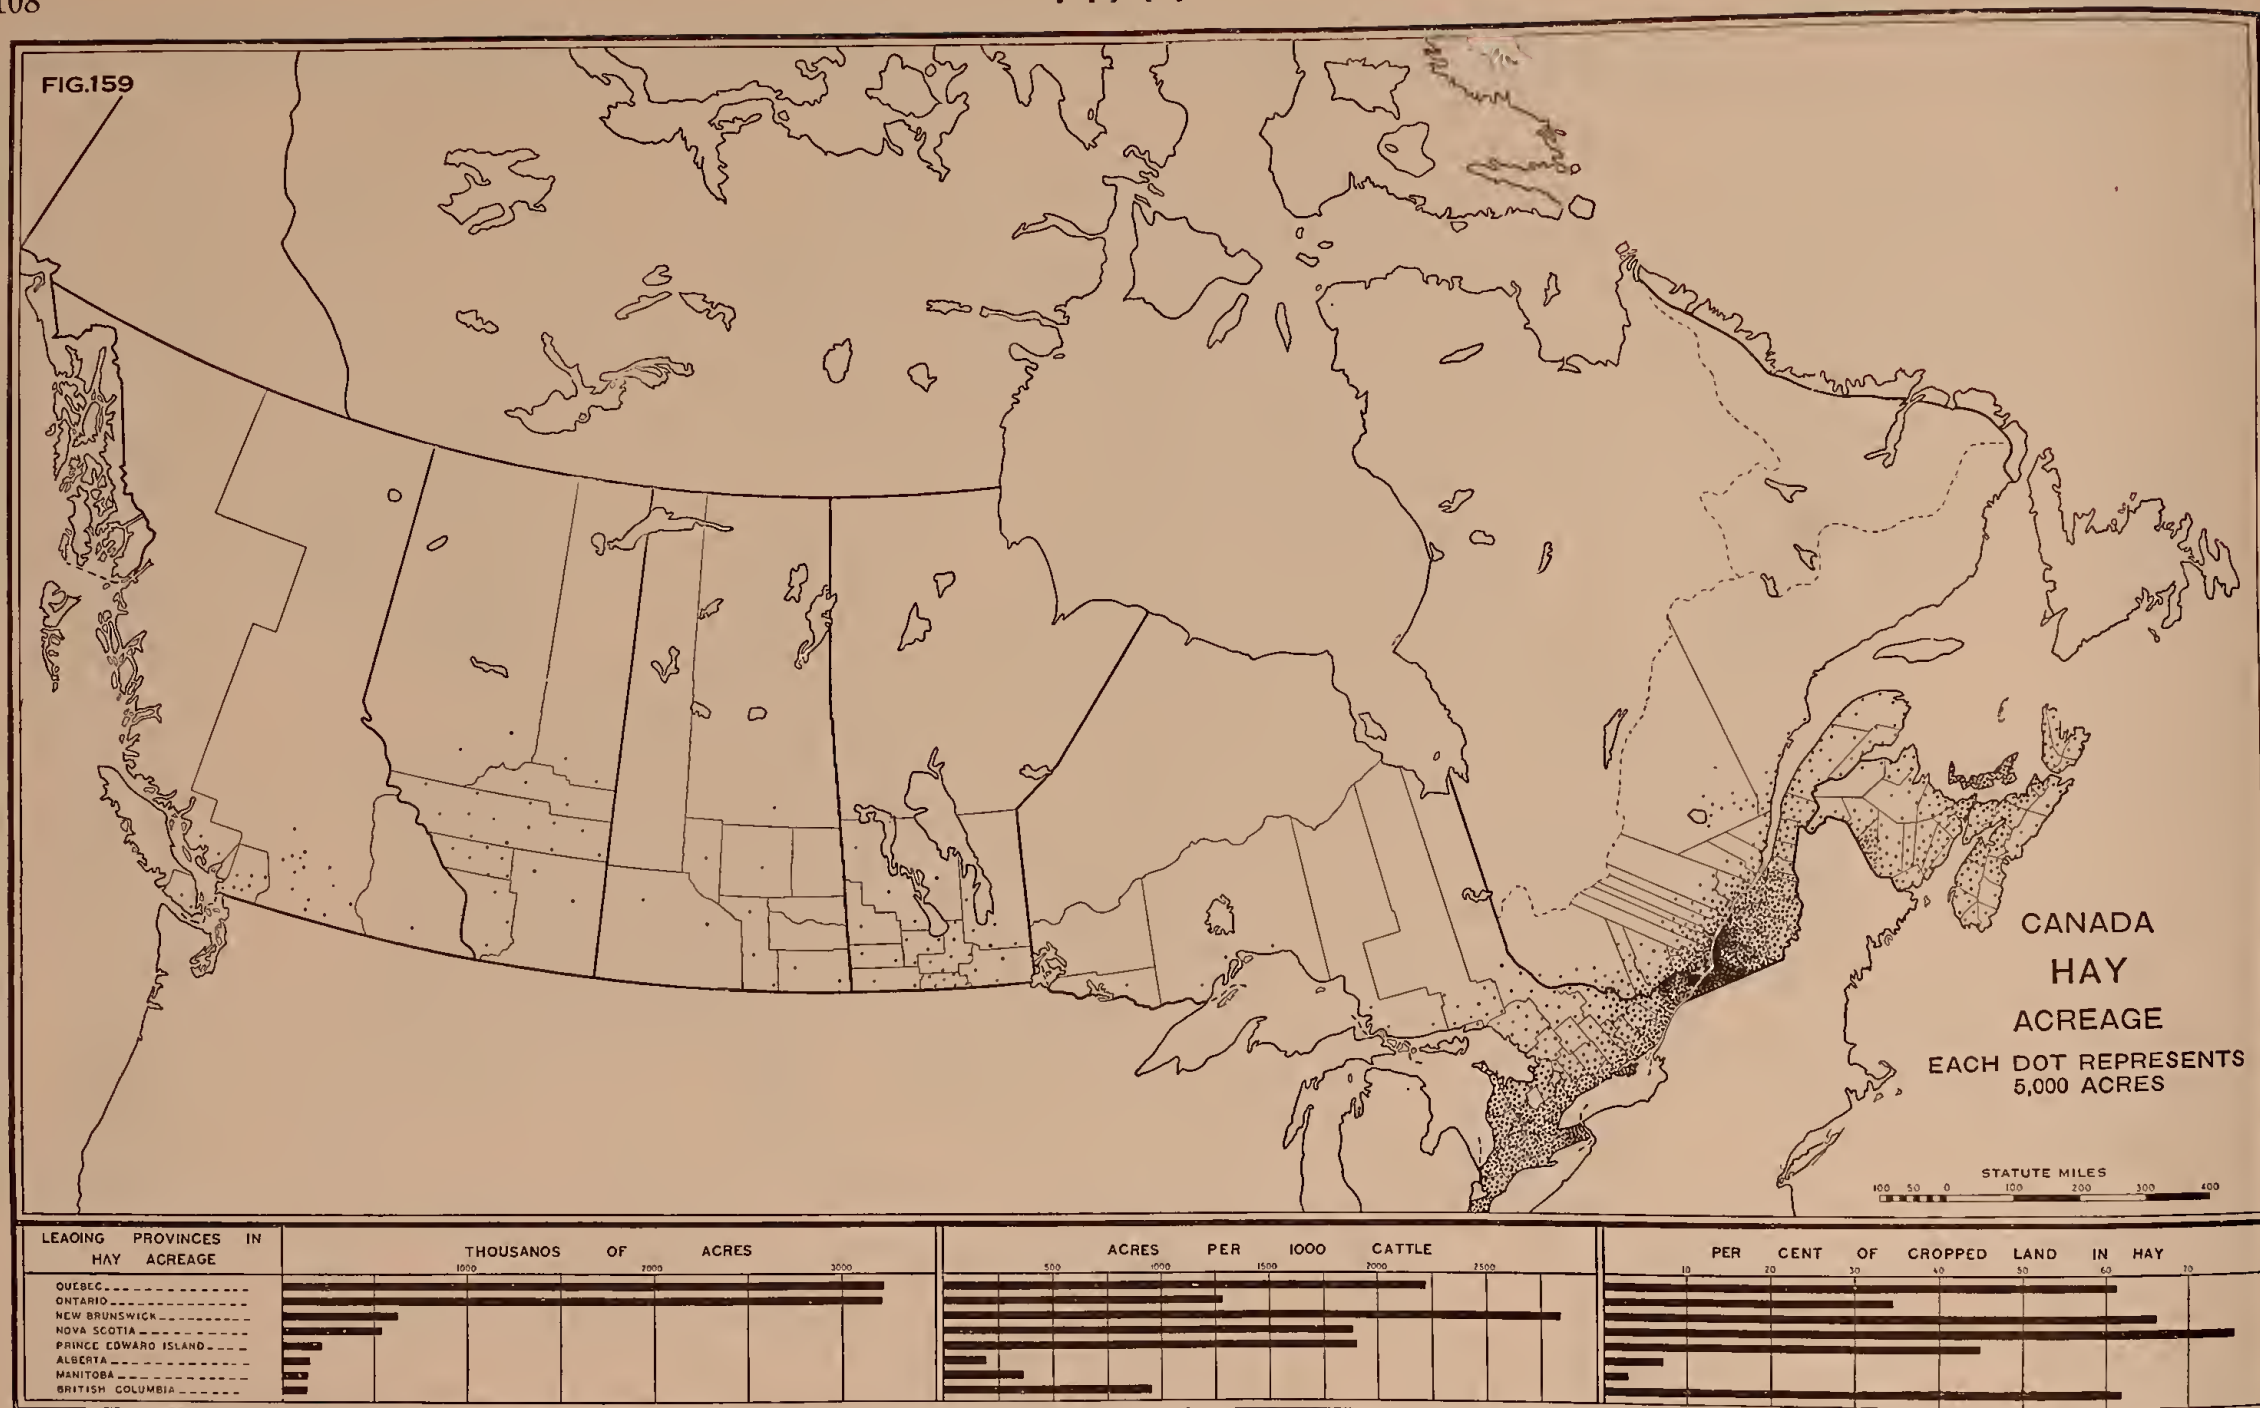 108
FIG.159
CANADA
HAY
ACREAGE
EACH DOT REPRESENTS
5,000 ACRES
STATUTE MILES
100 50 0 100 200 300 400
LEADING PROVINCES IN
HAY ACREAGE
THOUSANDS OF ACRES
1000 2000 3000
ACRES PER 1000 CATTLE
500 1000 1500 2000 2500
PER CENT OF CROPPED LAND IN HAY
10 20 30 40 50 60 70
QUEBEC
ONTARIO
NEW BRUNSWICK
NOVA SCOTIA
PRINCE EDWARD ISLAND
ALBERTA
MANITOBA
BRITISH COLUMBIA